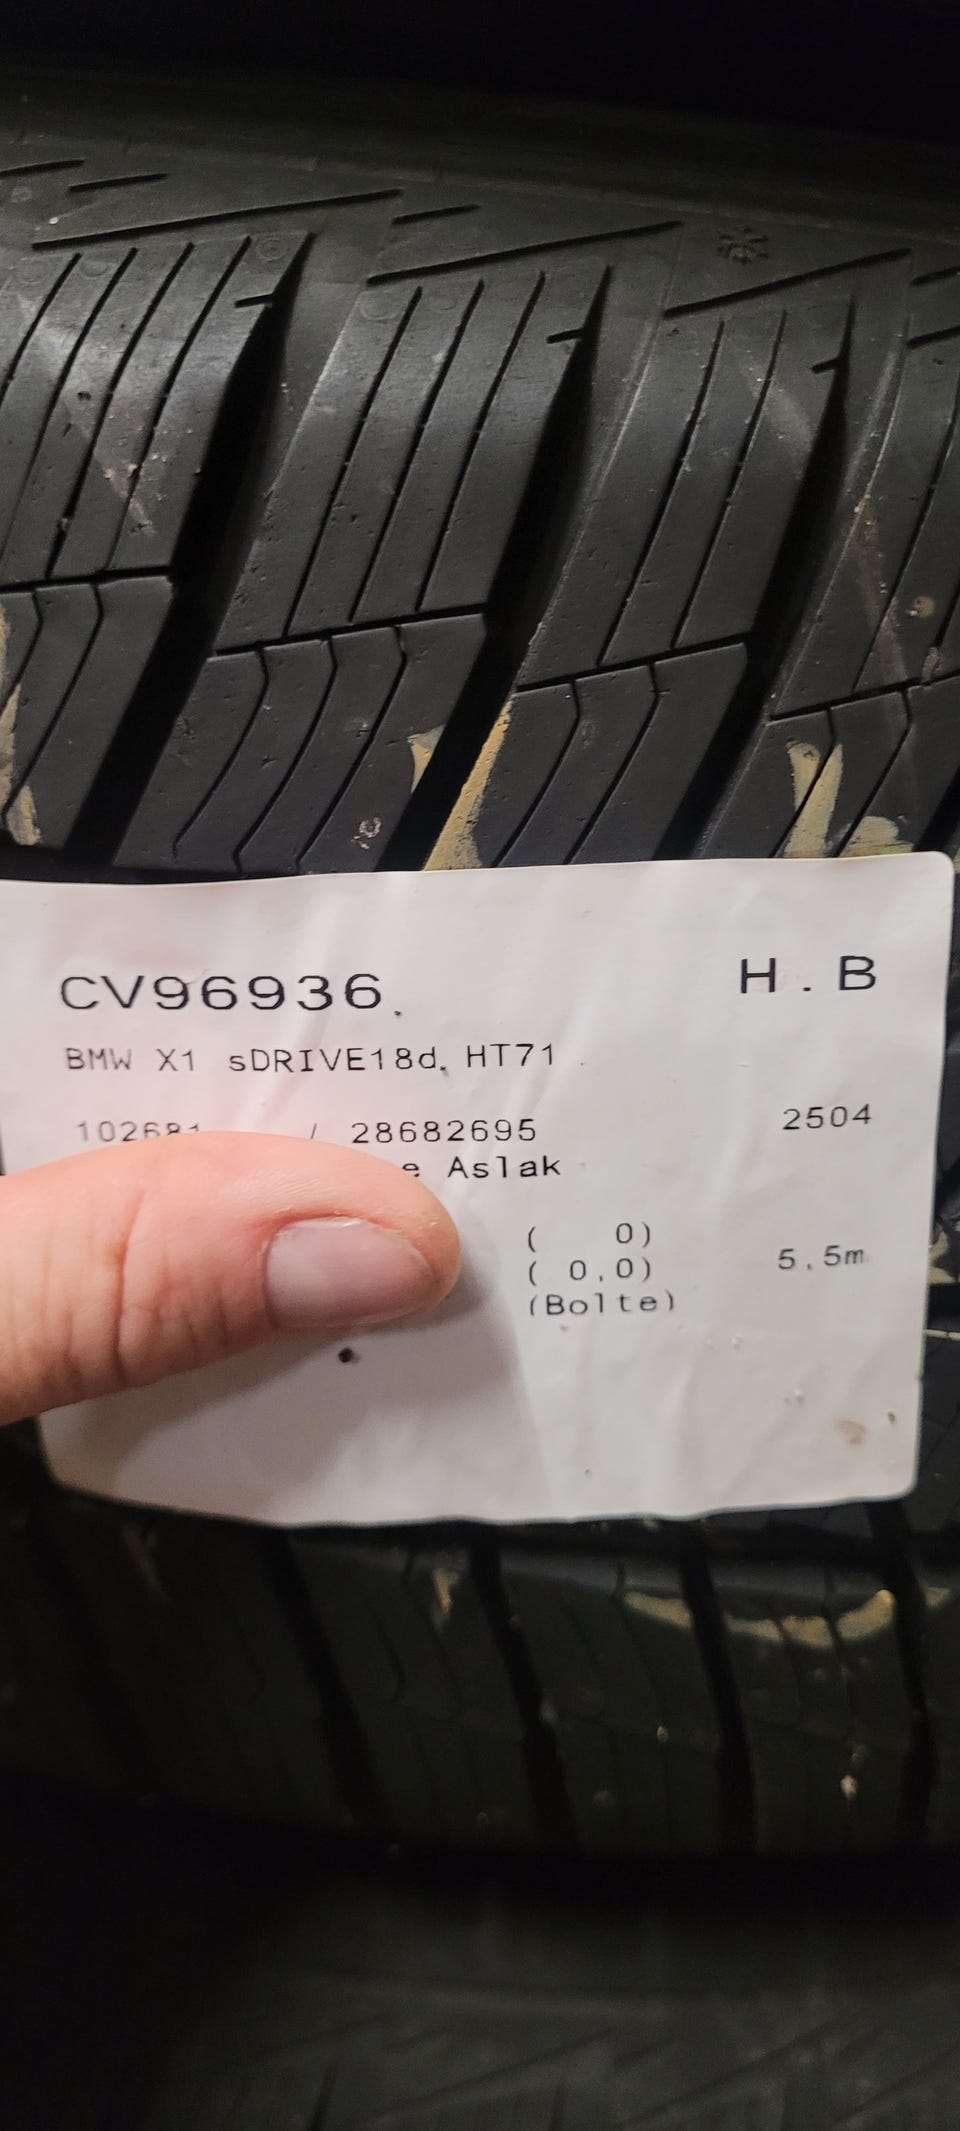 CV96936 H.B
BMW X1 sDRIVE18d, HT71
/ 28682695 2504
Aslak
( 0)
( 0,0) 5,5m
(Bolte)